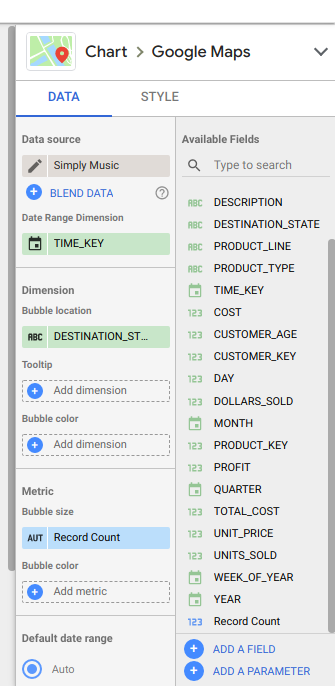 Chart > Google Maps
DATA
STYLE
Data source
Simply Music
BLEND DATA
Date Range Dimension
TIME_KEY
Dimension
Bubble location
ABC DESTINATION_ST...
Tooltip
Add dimension
Bubble color
Add dimension
Metric
Bubble size
AUT Record Count
Bubble color
Add metric
Default date range
Auto
Available Fields
Type to search
ABC DESCRIPTION
ABC DESTINATION_STATE
ABC PRODUCT_LINE
ABC PRODUCT_TYPE
TIME_KEY
123 COST
123 CUSTOMER_AGE
123 CUSTOMER_KEY
123 DAY
123 DOLLARS_SOLD
MONTH
123 PRODUCT_KEY
123 PROFIT
QUARTER
123 TOTAL_COST
123 UNIT_PRICE
123 UNITS_SOLD
WEEK_OF_YEAR
YEAR
123 Record Count
ADD A FIELD
ADD A PARAMETER